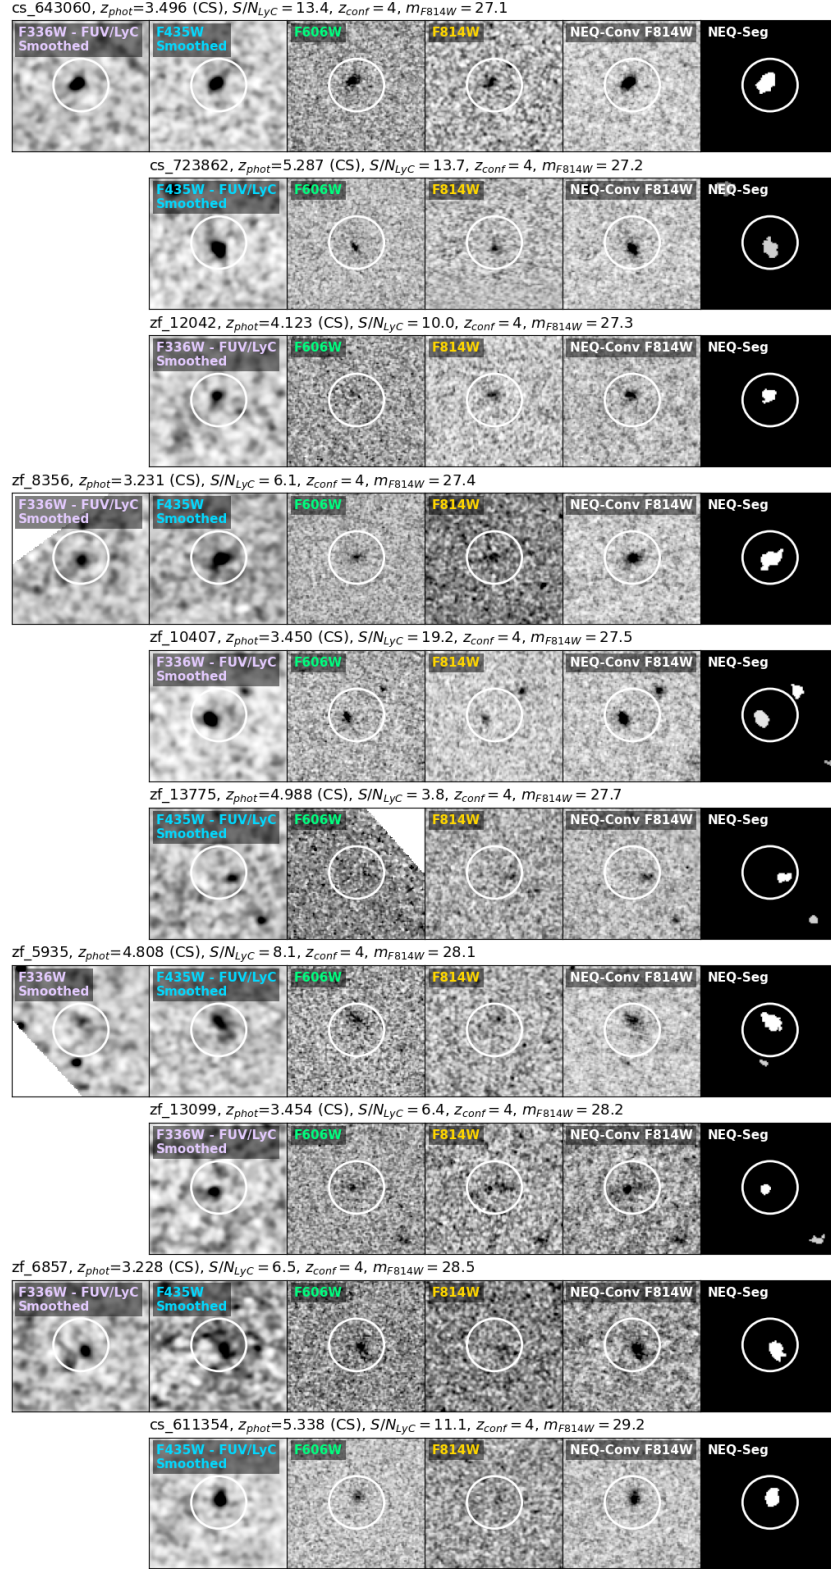 cs_643060, z_phot=3.496 (CS), S/N_LyC = 13.4, z_conf = 4, m_F814W = 27.1
F336W - FUV/LyC F435W F606W F814W NEQ-Conv F814W NEQ-Seg
Smoothed Smoothed
cs_723862, z_phot=5.287 (CS), S/N_LyC = 13.7, z_conf = 4, m_F814W = 27.2
F435W - FUV/LyC F606W F814W NEQ-Conv F814W NEQ-Seg
Smoothed
zf_12042, z_phot=4.123 (CS), S/N_LyC = 10.0, z_conf = 4, m_F814W = 27.3
F336W - FUV/LyC F606W F814W NEQ-Conv F814W NEQ-Seg
Smoothed
zf_8356, z_phot=3.231 (CS), S/N_LyC = 6.1, z_conf = 4, m_F814W = 27.4
F336W - FUV/LyC F435W F606W F814W NEQ-Conv F814W NEQ-Seg
Smoothed Smoothed
zf_10407, z_phot=3.450 (CS), S/N_LyC = 19.2, z_conf = 4, m_F814W = 27.5
F336W - FUV/LyC F606W F814W NEQ-Conv F814W NEQ-Seg
Smoothed
zf_13775, z_phot=4.988 (CS), S/N_LyC = 3.8, z_conf = 4, m_F814W = 27.7
F435W - FUV/LyC F606W F814W NEQ-Conv F814W NEQ-Seg
Smoothed
zf_5935, z_phot=4.808 (CS), S/N_LyC = 8.1, z_conf = 4, m_F814W = 28.1
F336W F435W - FUV/LyC F606W F814W NEQ-Conv F814W NEQ-Seg
Smoothed Smoothed
zf_13099, z_phot=3.454 (CS), S/N_LyC = 6.4, z_conf = 4, m_F814W = 28.2
F336W - FUV/LyC F606W F814W NEQ-Conv F814W NEQ-Seg
Smoothed
zf_6857, z_phot=3.228 (CS), S/N_LyC = 6.5, z_conf = 4, m_F814W = 28.5
F336W - FUV/LyC F435W F606W F814W NEQ-Conv F814W NEQ-Seg
Smoothed Smoothed
cs_611354, z_phot=5.338 (CS), S/N_LyC = 11.1, z_conf = 4, m_F814W = 29.2
F435W - FUV/LyC F606W F814W NEQ-Conv F814W NEQ-Seg
Smoothed